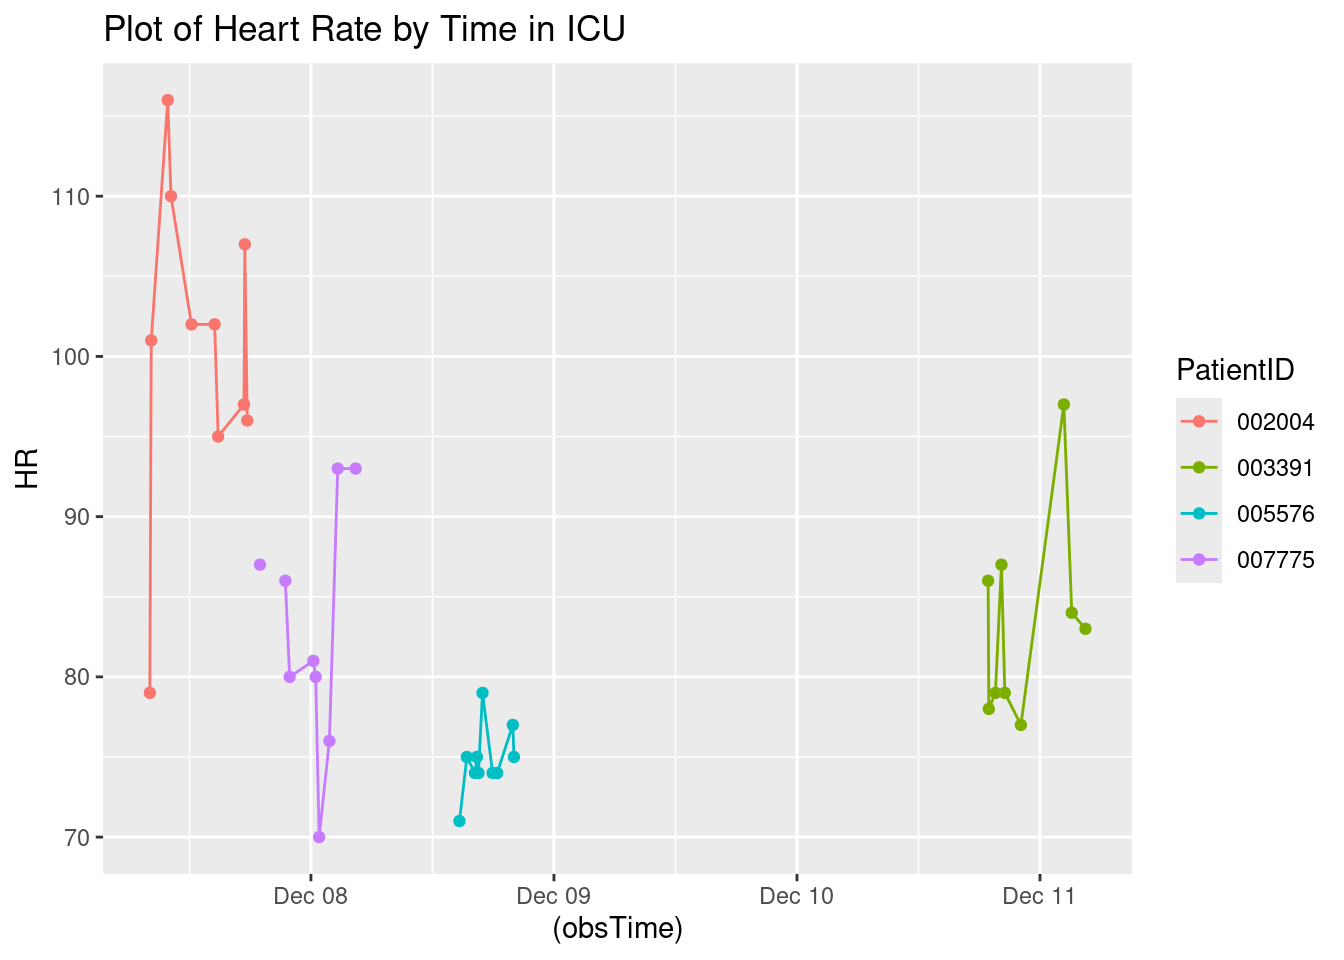 Plot of Heart Rate by Time in ICU
110
100
90
80
70
HR
Dec 08
Dec 09
Dec 10
Dec 11
(obsTime)
PatientID
002004
003391
005576
007775